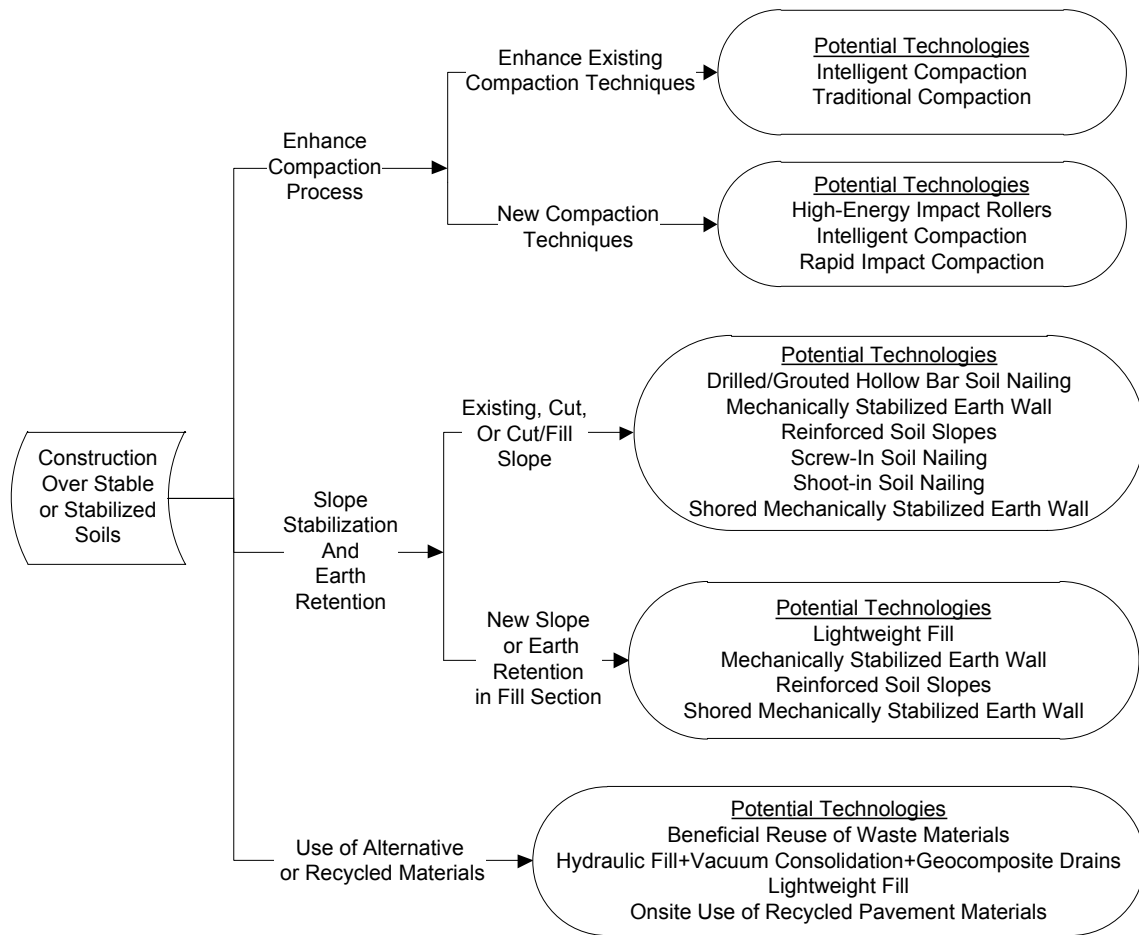 Construction
Over Stable
or Stabilized
Soils
Enhance
Compaction
Process
Enhance Existing
Compaction Techniques
Potential Technologies
Intelligent Compaction
Traditional Compaction
New Compaction
Techniques
Potential Technologies
High-Energy Impact Rollers
Intelligent Compaction
Rapid Impact Compaction
Slope
Stabilization
And
Earth
Retention
Existing, Cut,
Or Cut/Fill
Slope
Potential Technologies
Drilled/Grouted Hollow Bar Soil Nailing
Mechanically Stabilized Earth Wall
Reinforced Soil Slopes
Screw-In Soil Nailing
Shoot-in Soil Nailing
Shored Mechanically Stabilized Earth Wall
New Slope
or Earth
Retention
in Fill Section
Potential Technologies
Lightweight Fill
Mechanically Stabilized Earth Wall
Reinforced Soil Slopes
Shored Mechanically Stabilized Earth Wall
Use of Alternative
or Recycled Materials
Potential Technologies
Beneficial Reuse of Waste Materials
Hydraulic Fill+Vacuum Consolidation+Geocomposite Drains
Lightweight Fill
Onsite Use of Recycled Pavement Materials